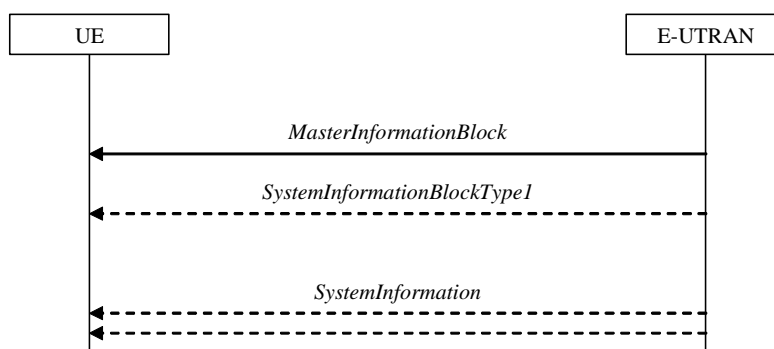 UE
E-UTRAN
MasterInformationBlock
SystemInformationBlockType1
SystemInformation